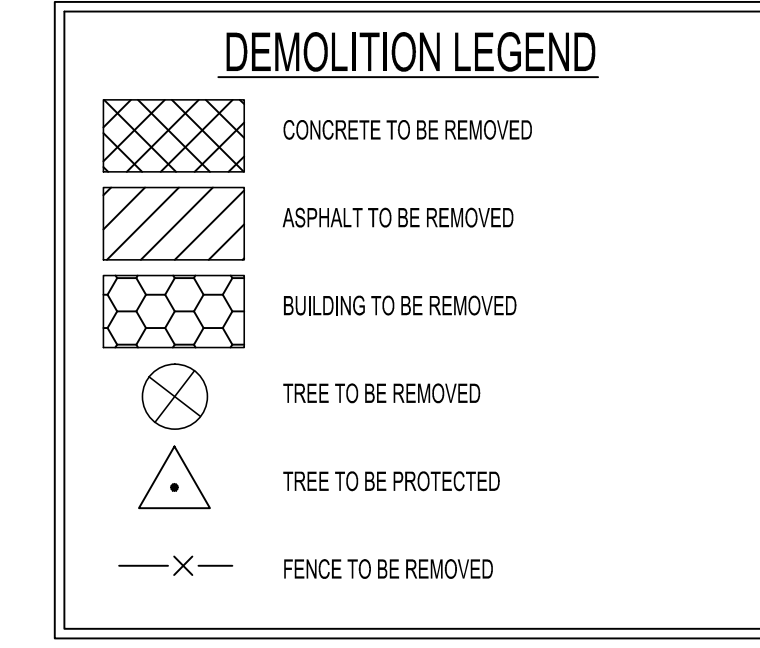 DEMOLITION LEGEND
CONCRETE TO BE REMOVED
ASPHALT TO BE REMOVED
BUILDING TO BE REMOVED
TREE TO BE REMOVED
TREE TO BE PROTECTED
FENCE TO BE REMOVED